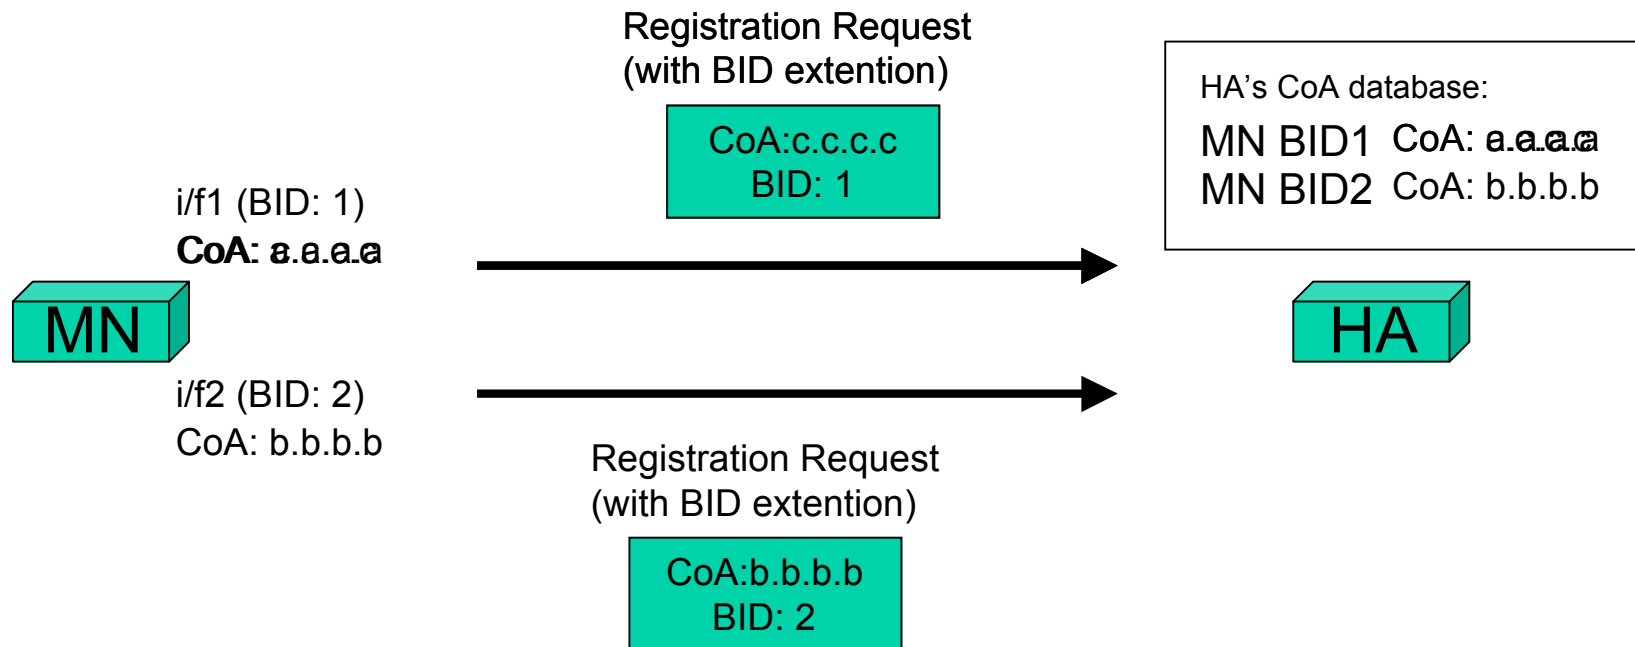 Registration Request
(with BID extention)
CoA:c.c.c.c
BID: 1
HA's CoA database:
MN BID1 CoA:
MN BID2 CoA: b.b.b.b
i/f1 (BID: 1)
CoA:
MN
HA
i/f2 (BID: 2)
CoA: b.b.b.b
Registration Request
(with BID extention)
CoA:b.b.b.b
BID: 2